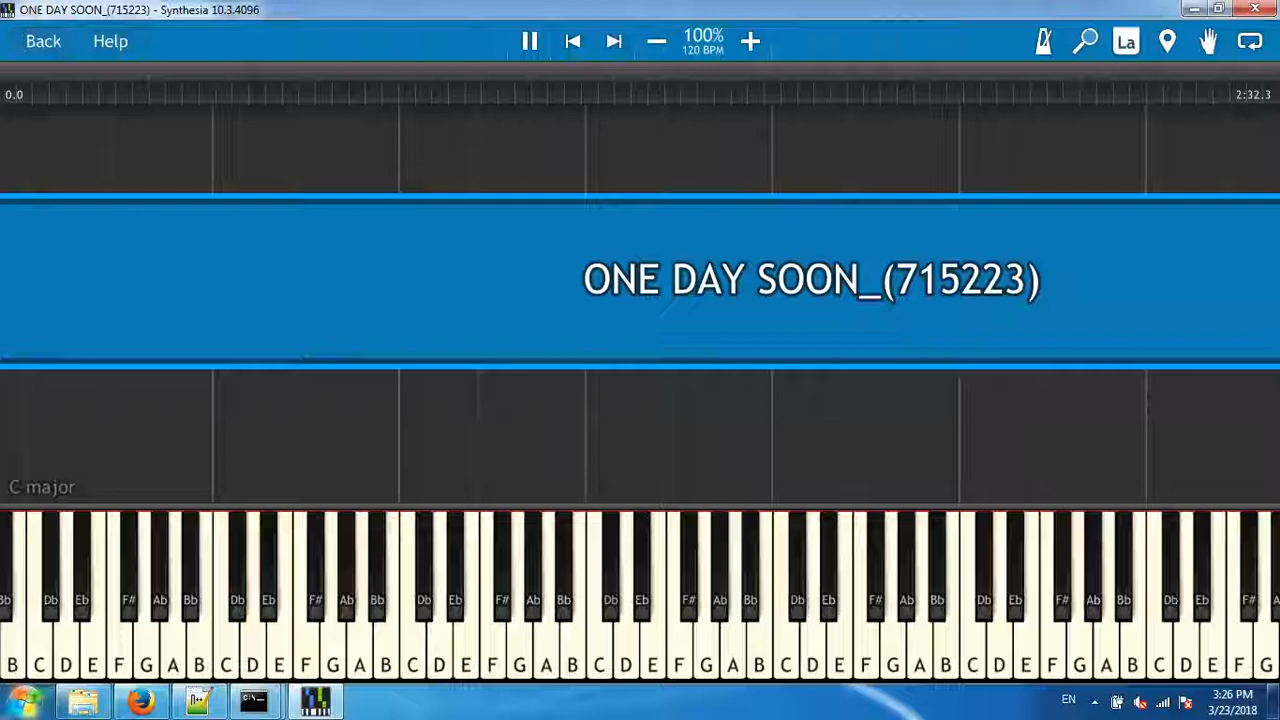 ONE DAY SOON_(715223) - Synthesia 10.3.4096
Back Help 100% La
120 BPM
0.0 2:32.3
ONE DAY SOON_(715223)
C major
Bb Db Eb F# Ab Bb Db Eb F# Ab Bb Db Eb F# Ab Bb Db Eb F# Ab Bb Db Eb F# Ab Bb Db Eb F# Ab Bb Db Eb F# A
B C D E F G A B C D E F G A B C D E F G A B C D E F G A B C D E F G A B C D E F G A B C D E F G
EN 3:26 PM
3/23/2018